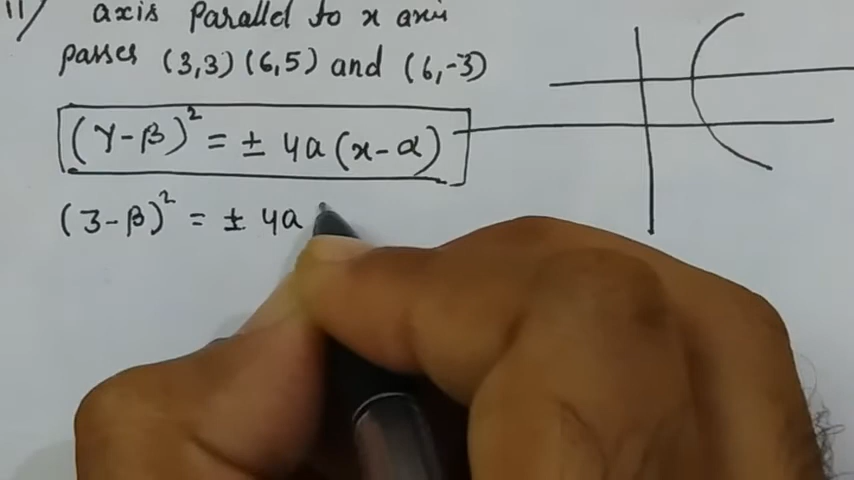 11) axis Parallel to x axis
passes (3,3) (6,5) and (6,-3)
(y-β)² = ± 4a (x-α)
(3-β)² = ± 4a